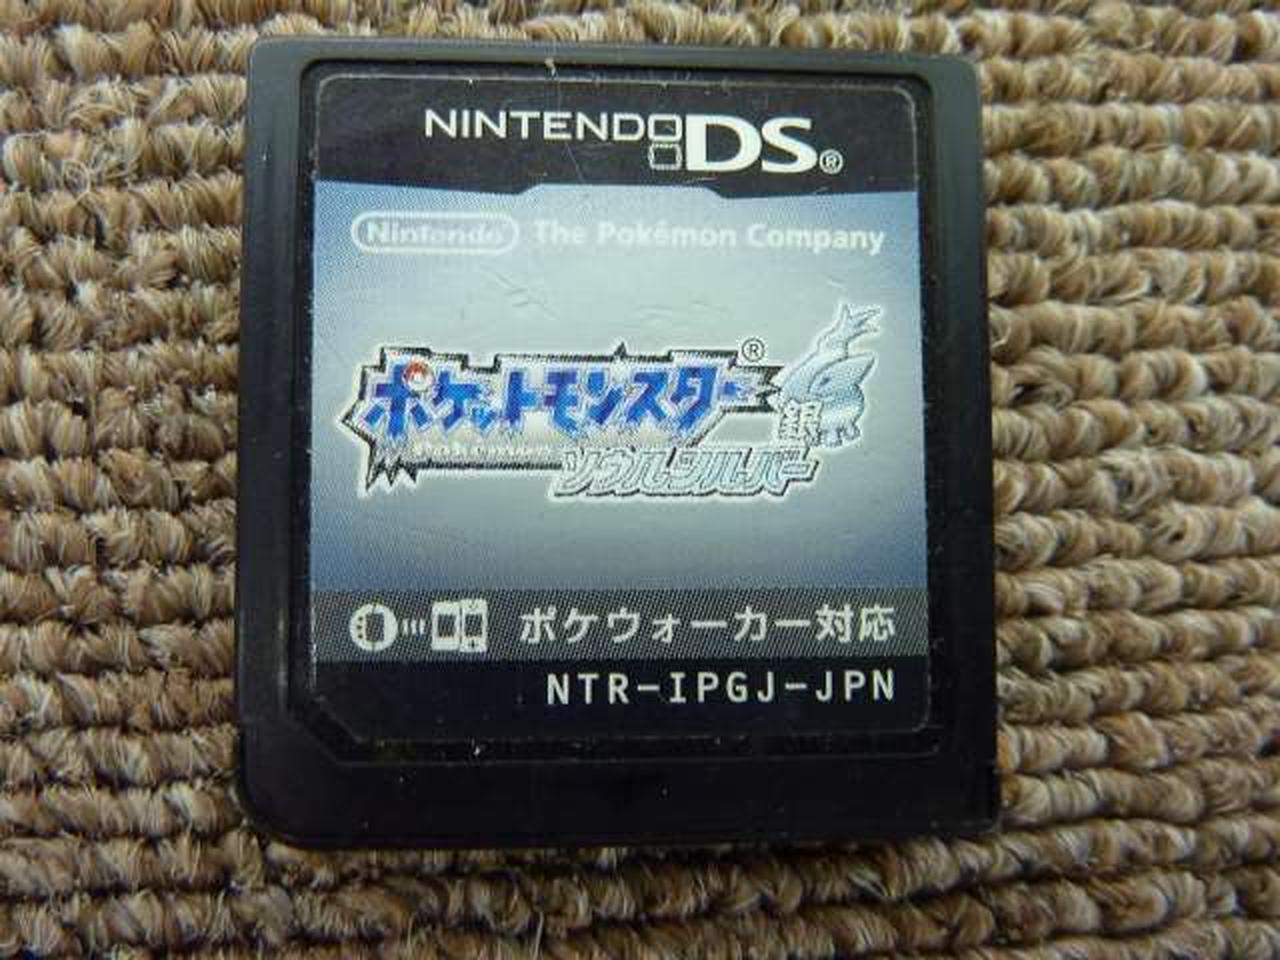 NINTENDO DS®
Nintendo The Pokémon Company
ポケットモンスター®
銀
Pokémon
ソウルシルバー
ポケウォーカー対応
NTR-IPGJ-JPN